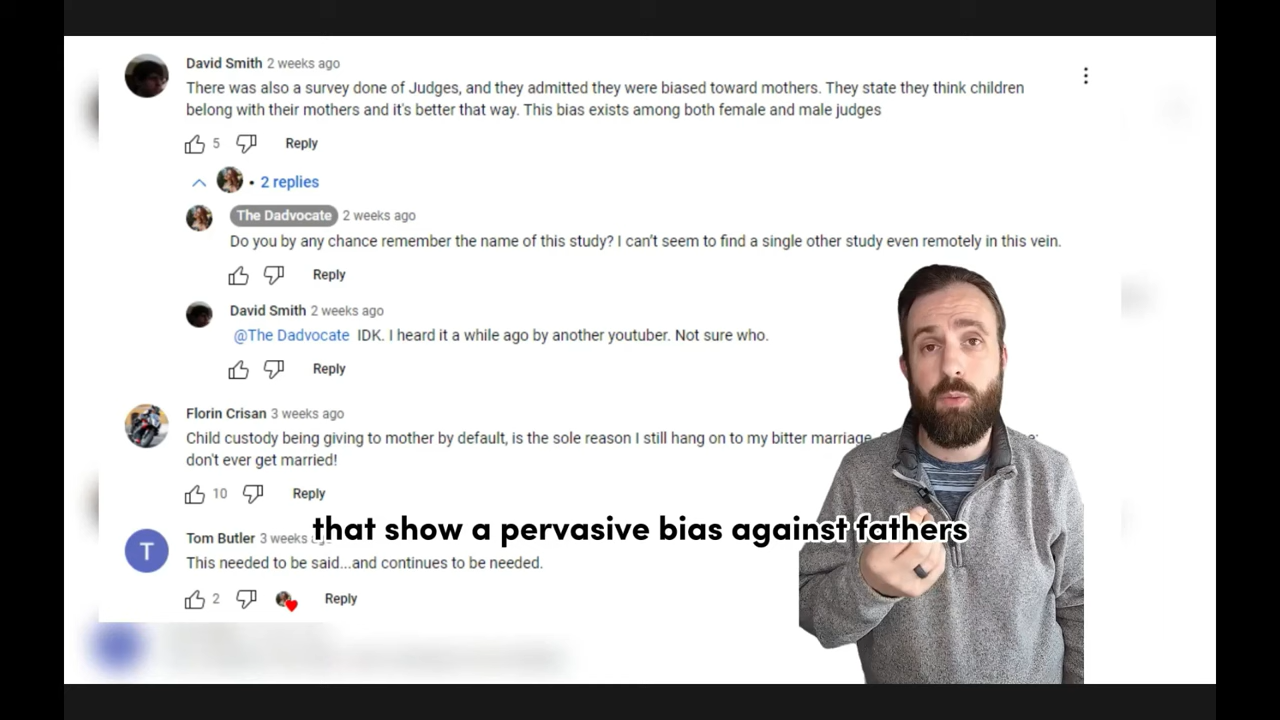 David Smith 2 weeks ago
There was also a survey done of Judges, and they admitted they were biased toward mothers. They state they think children
belong with their mothers and it's better that way. This bias exists among both female and male judges
5 Reply
• 2 replies
The Dadvocate 2 weeks ago
Do you by any chance remember the name of this study? I can't seem to find a single other study even remotely in this vein.
Reply
David Smith 2 weeks ago
@The Dadvocate IDK. I heard it a while ago by another youtuber. Not sure who.
Reply
Florin Crisan 3 weeks ago
Child custody being giving to mother by default, is the sole reason I still hang on to my bitter marriage.
don't ever get married!
10 Reply
that show a pervasive bias against fathers
Tom Butler 3 weeks
This needed to be said...and continues to be needed.
2 Reply
T